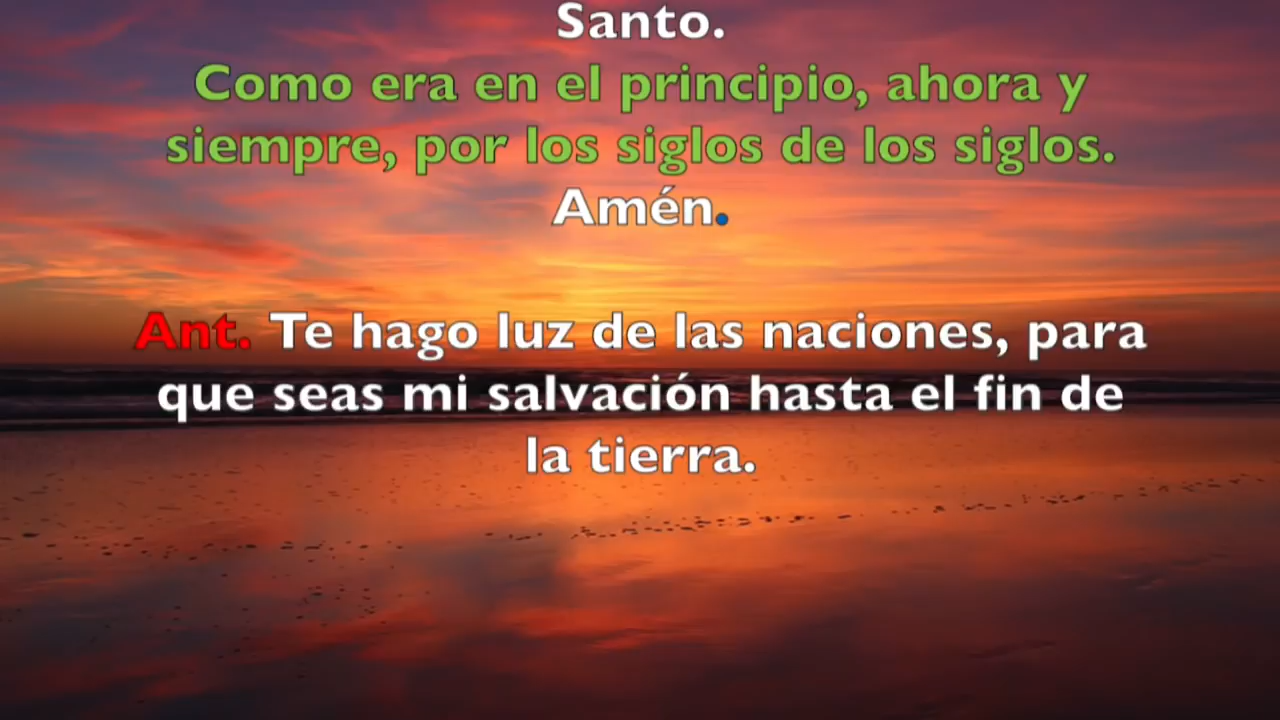 Santo.
Como era en el principio, ahora y
siempre, por los siglos de los siglos.
Amén.
Ant. Te hago luz de las naciones, para
que seas mi salvación hasta el fin de
la tierra.